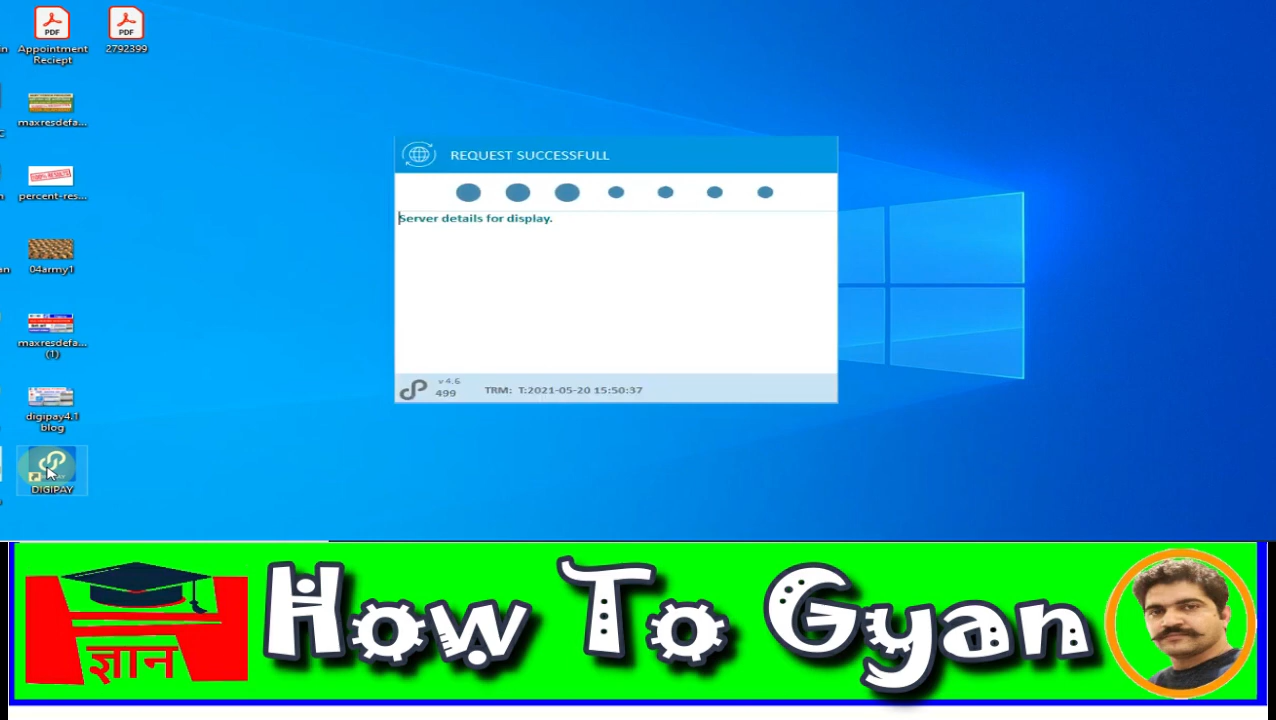 Appointment
Reciept
2792399
maxresdefa...
percent-res...
04army1
maxresdefa...
(1)
digipay4.1
blog
DIGIPAY
REQUEST SUCCESSFULL
Server details for display.
v 4.6
499
TRM: T:2021-05-20 15:50:37
ज्ञान
How To Gyan